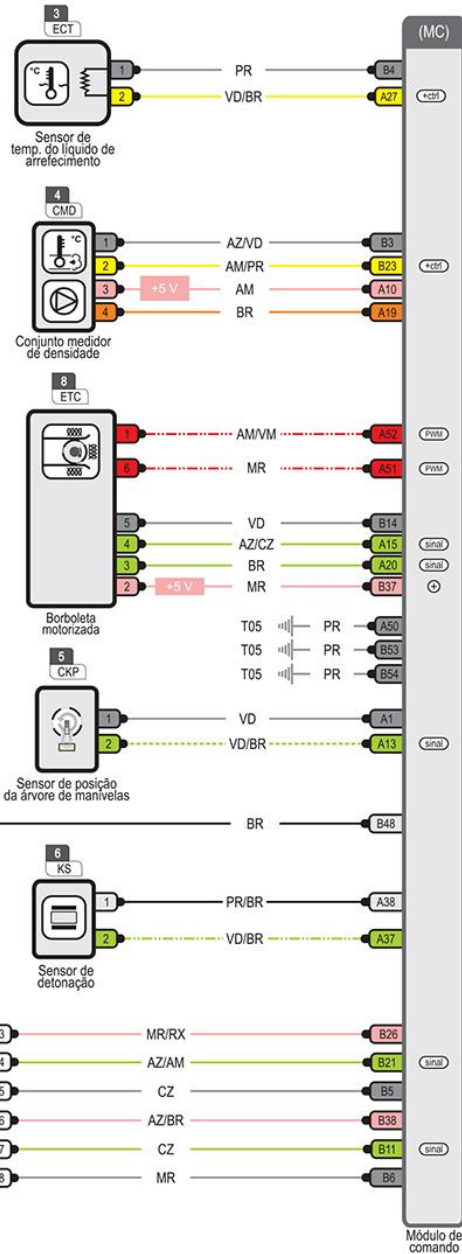 (MC)
3
ECT
°C
1 PR B4
2 VD/BR A27 +ctrl
Sensor de
temp. do líquido de
arrefecimento
4
CMD
°C
1 AZ/VD B3
2 AM/PR B23 +ctrl
3 +5 V AM A10
4 BR A19
Conjunto medidor
de densidade
8
ETC
1 AM/VM A52 PWM
6 MR A51 PWM
5 VD B14
4 AZ/CZ A15 sinal
3 BR A20 sinal
2 +5 V MR B37 +
Borboleta
motorizada
T05 PR A50
T05 PR B53
T05 PR B54
5
CKP
1 VD A1
2 VD/BR A13 sinal
Sensor de posição
da árvore de manivelas
BR B48
6
KS
1 PR/BR A38
2 VD/BR A37
Sensor de
detonação
3 MR/RX B26
4 AZ/AM B21 sinal
5 CZ B5
6 AZ/BR B38
7 CZ B11 sinal
8 MR B6
Módulo de
comando